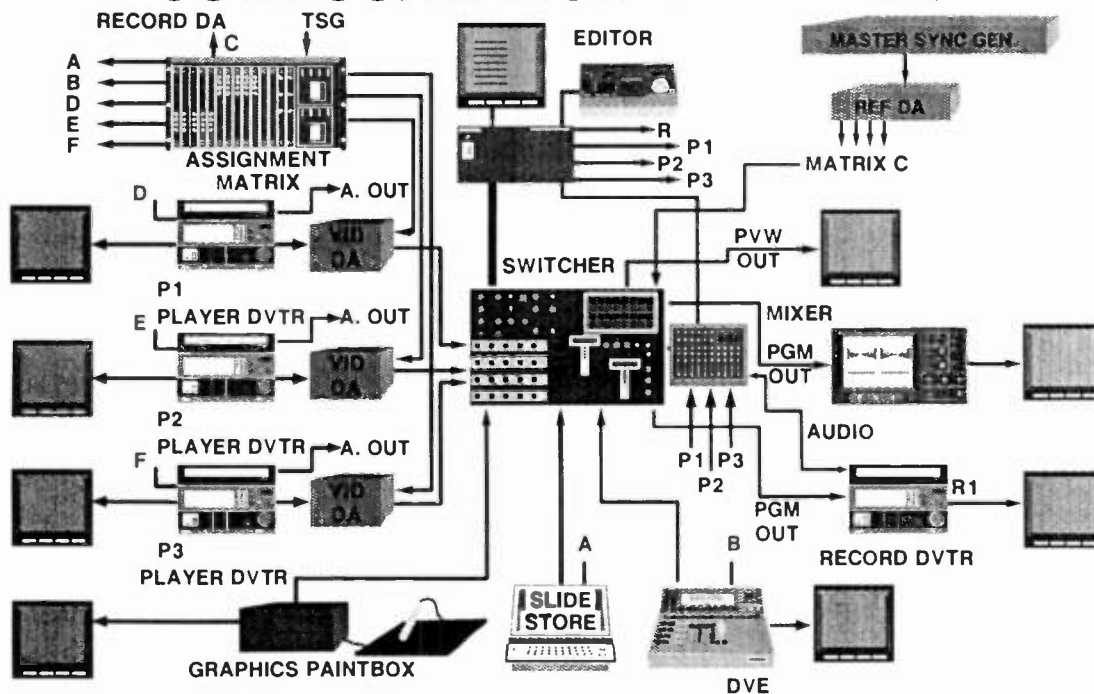 RECORD DA
TSG
C
A
B
D
E
F
ASSIGNMENT
MATRIX
EDITOR
R
P1
P2
P3
MASTER SYNC GEN.
REF DA
MATRIX C
D
A. OUT
VID
DA
P1
PLAYER DVTR
E
A. OUT
VID
DA
P2
PLAYER DVTR
F
A. OUT
VID
DA
P3
PLAYER DVTR
SWITCHER
PVW
OUT
MIXER
PGM
OUT
AUDIO
P1
P2
P3
PGM
OUT
R1
RECORD DVTR
GRAPHICS PAINTBOX
A
SLIDE
STORE
B
DVE